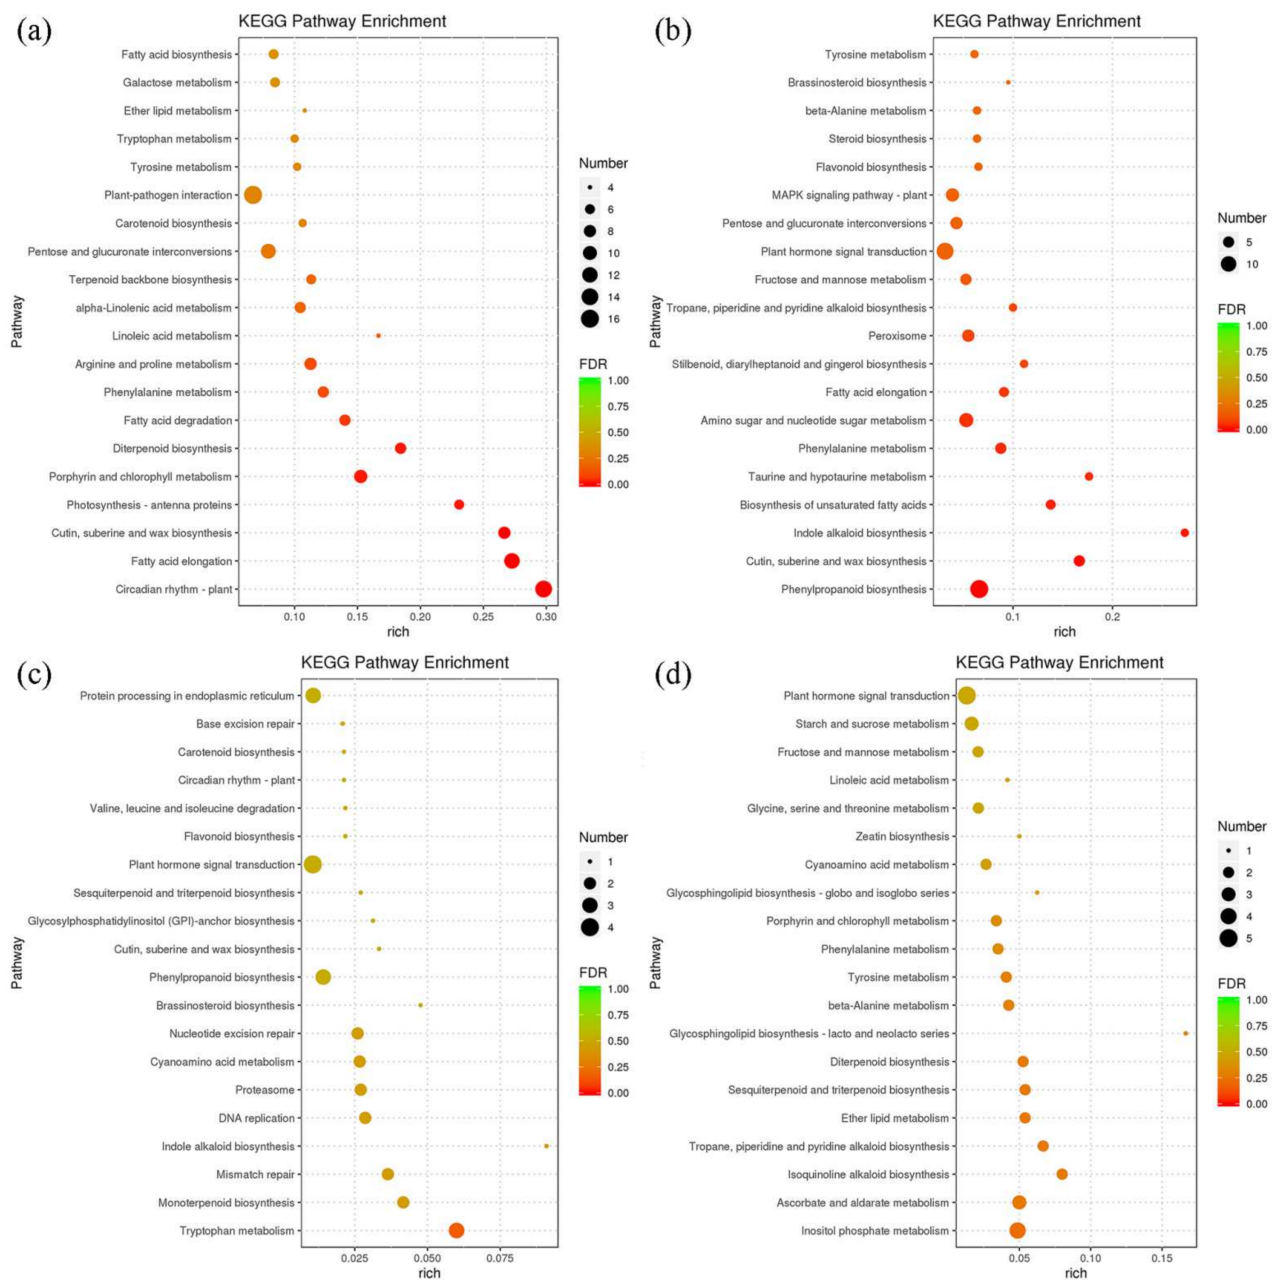 (a)
KEGG Pathway Enrichment
Pathway
Fatty acid biosynthesis
Galactose metabolism
Ether lipid metabolism
Tryptophan metabolism
Tyrosine metabolism
Plant-pathogen interaction
Carotenoid biosynthesis
Pentose and glucuronate interconversions
Terpenoid backbone biosynthesis
alpha-Linolenic acid metabolism
Linoleic acid metabolism
Arginine and proline metabolism
Phenylalanine metabolism
Fatty acid degradation
Diterpenoid biosynthesis
Porphyrin and chlorophyll metabolism
Photosynthesis - antenna proteins
Cutin, suberine and wax biosynthesis
Fatty acid elongation
Circadian rhythm - plant
0.10 0.15 0.20 0.25 0.30
rich
Number
4
6
8
10
12
14
16
FDR
1.00
0.75
0.50
0.25
0.00
(b)
KEGG Pathway Enrichment
Pathway
Tyrosine metabolism
Brassinosteroid biosynthesis
beta-Alanine metabolism
Steroid biosynthesis
Flavonoid biosynthesis
MAPK signaling pathway - plant
Pentose and glucuronate interconversions
Plant hormone signal transduction
Fructose and mannose metabolism
Tropane, piperidine and pyridine alkaloid biosynthesis
Peroxisome
Stilbenoid, diarylheptanoid and gingerol biosynthesis
Fatty acid elongation
Amino sugar and nucleotide sugar metabolism
Phenylalanine metabolism
Taurine and hypotaurine metabolism
Biosynthesis of unsaturated fatty acids
Indole alkaloid biosynthesis
Cutin, suberine and wax biosynthesis
Phenylpropanoid biosynthesis
0.1 0.2
rich
Number
5
10
FDR
1.00
0.75
0.50
0.25
0.00
(c)
KEGG Pathway Enrichment
Pathway
Protein processing in endoplasmic reticulum
Base excision repair
Carotenoid biosynthesis
Circadian rhythm - plant
Valine, leucine and isoleucine degradation
Flavonoid biosynthesis
Plant hormone signal transduction
Sesquiterpenoid and triterpenoid biosynthesis
Glycosylphosphatidylinositol (GPI)-anchor biosynthesis
Cutin, suberine and wax biosynthesis
Phenylpropanoid biosynthesis
Brassinosteroid biosynthesis
Nucleotide excision repair
Cyanoamino acid metabolism
Proteasome
DNA replication
Indole alkaloid biosynthesis
Mismatch repair
Monoterpenoid biosynthesis
Tryptophan metabolism
0.025 0.050 0.075
rich
Number
1
2
3
4
FDR
1.00
0.75
0.50
0.25
0.00
(d)
KEGG Pathway Enrichment
Pathway
Plant hormone signal transduction
Starch and sucrose metabolism
Fructose and mannose metabolism
Linoleic acid metabolism
Glycine, serine and threonine metabolism
Zeatin biosynthesis
Cyanoamino acid metabolism
Glycosphingolipid biosynthesis - globo and isoglobo series
Porphyrin and chlorophyll metabolism
Phenylalanine metabolism
Tyrosine metabolism
beta-Alanine metabolism
Glycosphingolipid biosynthesis - lacto and neolacto series
Diterpenoid biosynthesis
Sesquiterpenoid and triterpenoid biosynthesis
Ether lipid metabolism
Tropane, piperidine and pyridine alkaloid biosynthesis
Isoquinoline alkaloid biosynthesis
Ascorbate and aldarate metabolism
Inositol phosphate metabolism
0.05 0.10 0.15
rich
Number
1
2
3
4
5
FDR
1.00
0.75
0.50
0.25
0.00